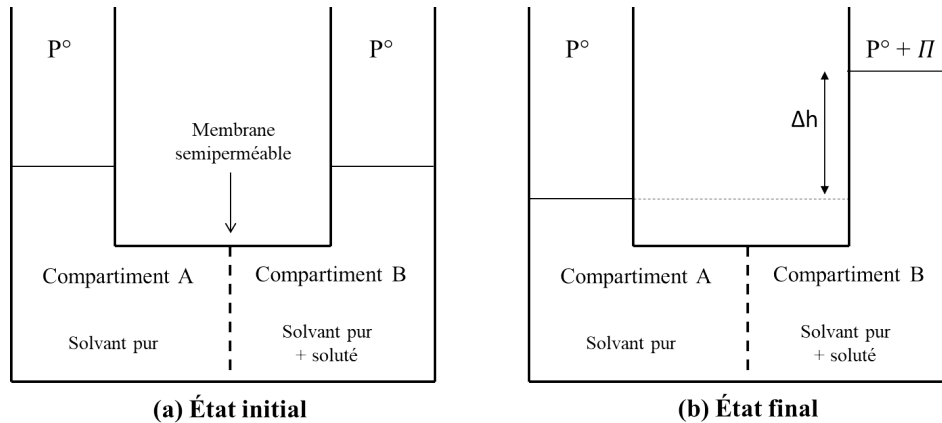 P°
P°
Membrane
semiperméable
Compartiment A
Compartiment B
Solvant pur
Solvant pur
+ soluté
(a) État initial
P°
P° + Π
Δh
Compartiment A
Compartiment B
Solvant pur
Solvant pur
+ soluté
(b) État final